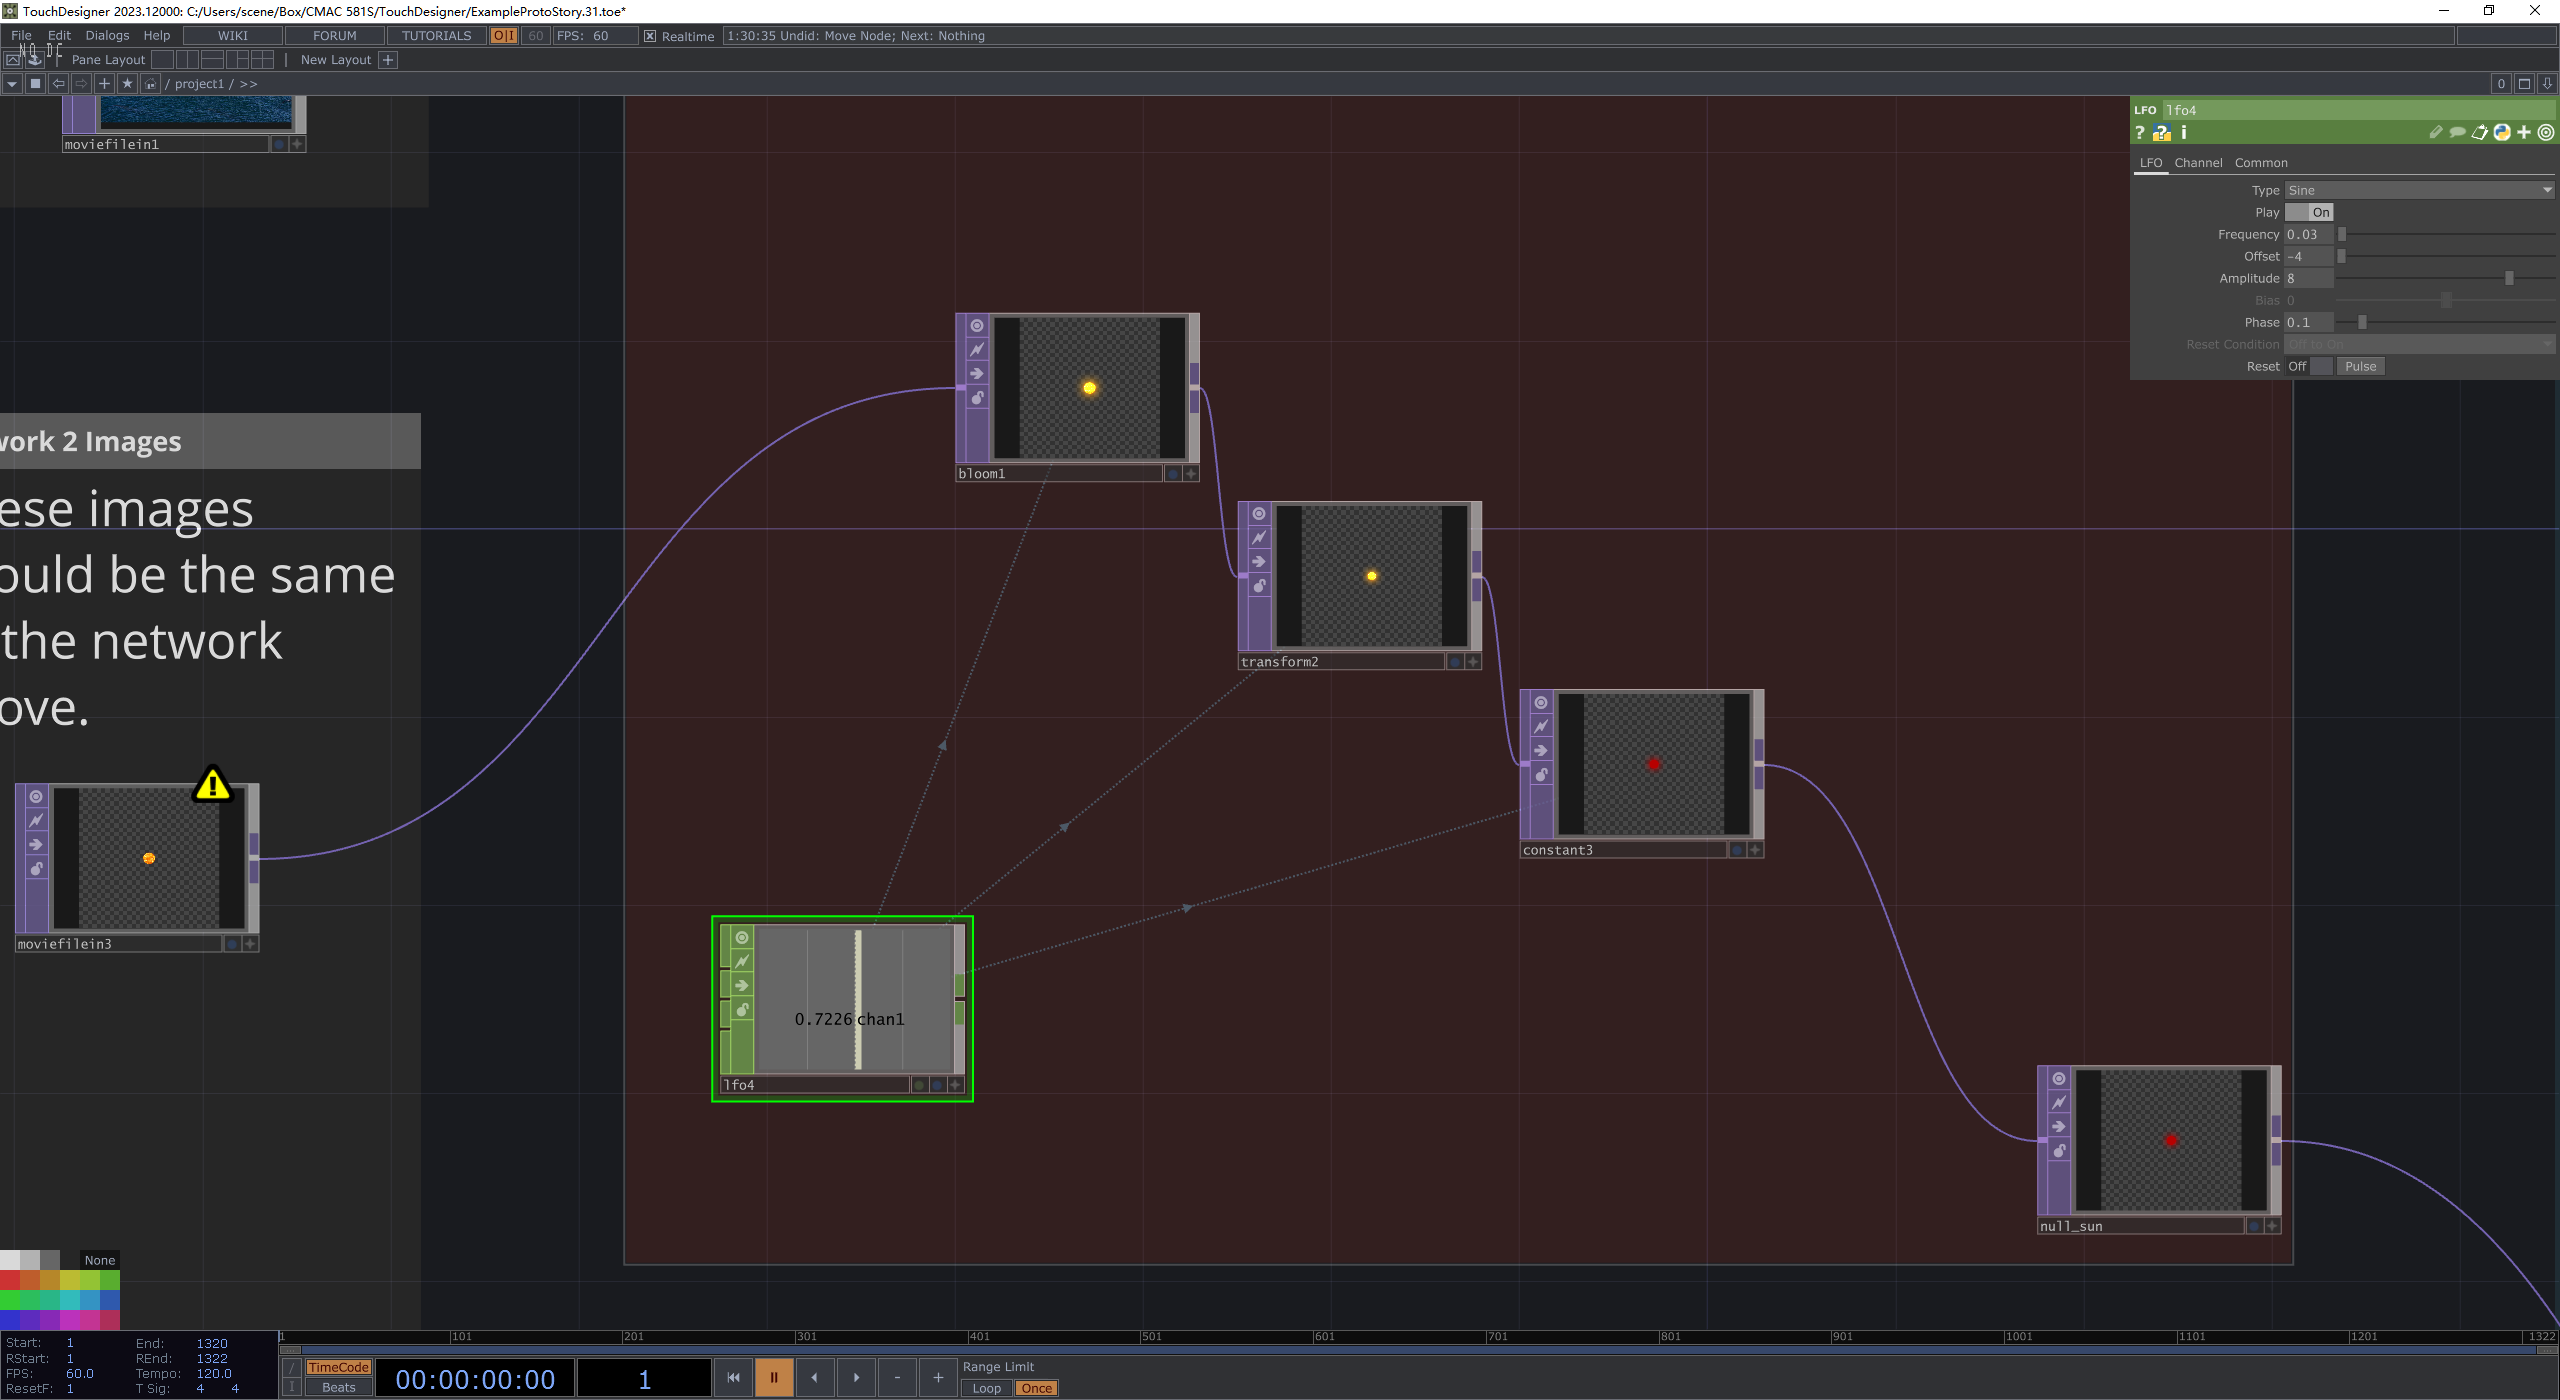 TouchDesigner 2023.12000: C:/Users/scene/Box/CMAC 581S/TouchDesigner/ExampleProtoStory.31.toe*
File Edit Dialogs Help WIKI FORUM TUTORIALS O|I 60 FPS: 60 Realtime 1:30:35 Undid: Move Node; Next: Nothing
Pane Layout | New Layout +
/ project1 / >> 0
LFO lfo4
? ? i
LFO Channel Common
Type Sine
Play On
Frequency 0.03
Offset -4
Amplitude 8
Bias 0
Phase 0.1
Reset Condition Off to On
Reset Off Pulse
moviefilein1
work 2 Images
ese images
ould be the same
the network
ove.
bloom1
transform2
constant3
moviefilein3
0.7226 chan1
lfo4
null_sun
None
1 101 201 301 401 501 601 701 801 901 1001 1101 1201 1322
Start: 1 End: 1320
RStart: 1 REnd: 1322
FPS: 60.0 Tempo: 120.0
ResetF: 1 T Sig: 4 4
TimeCode
Beats
00:00:00:00 1
- +
Range Limit
Loop Once